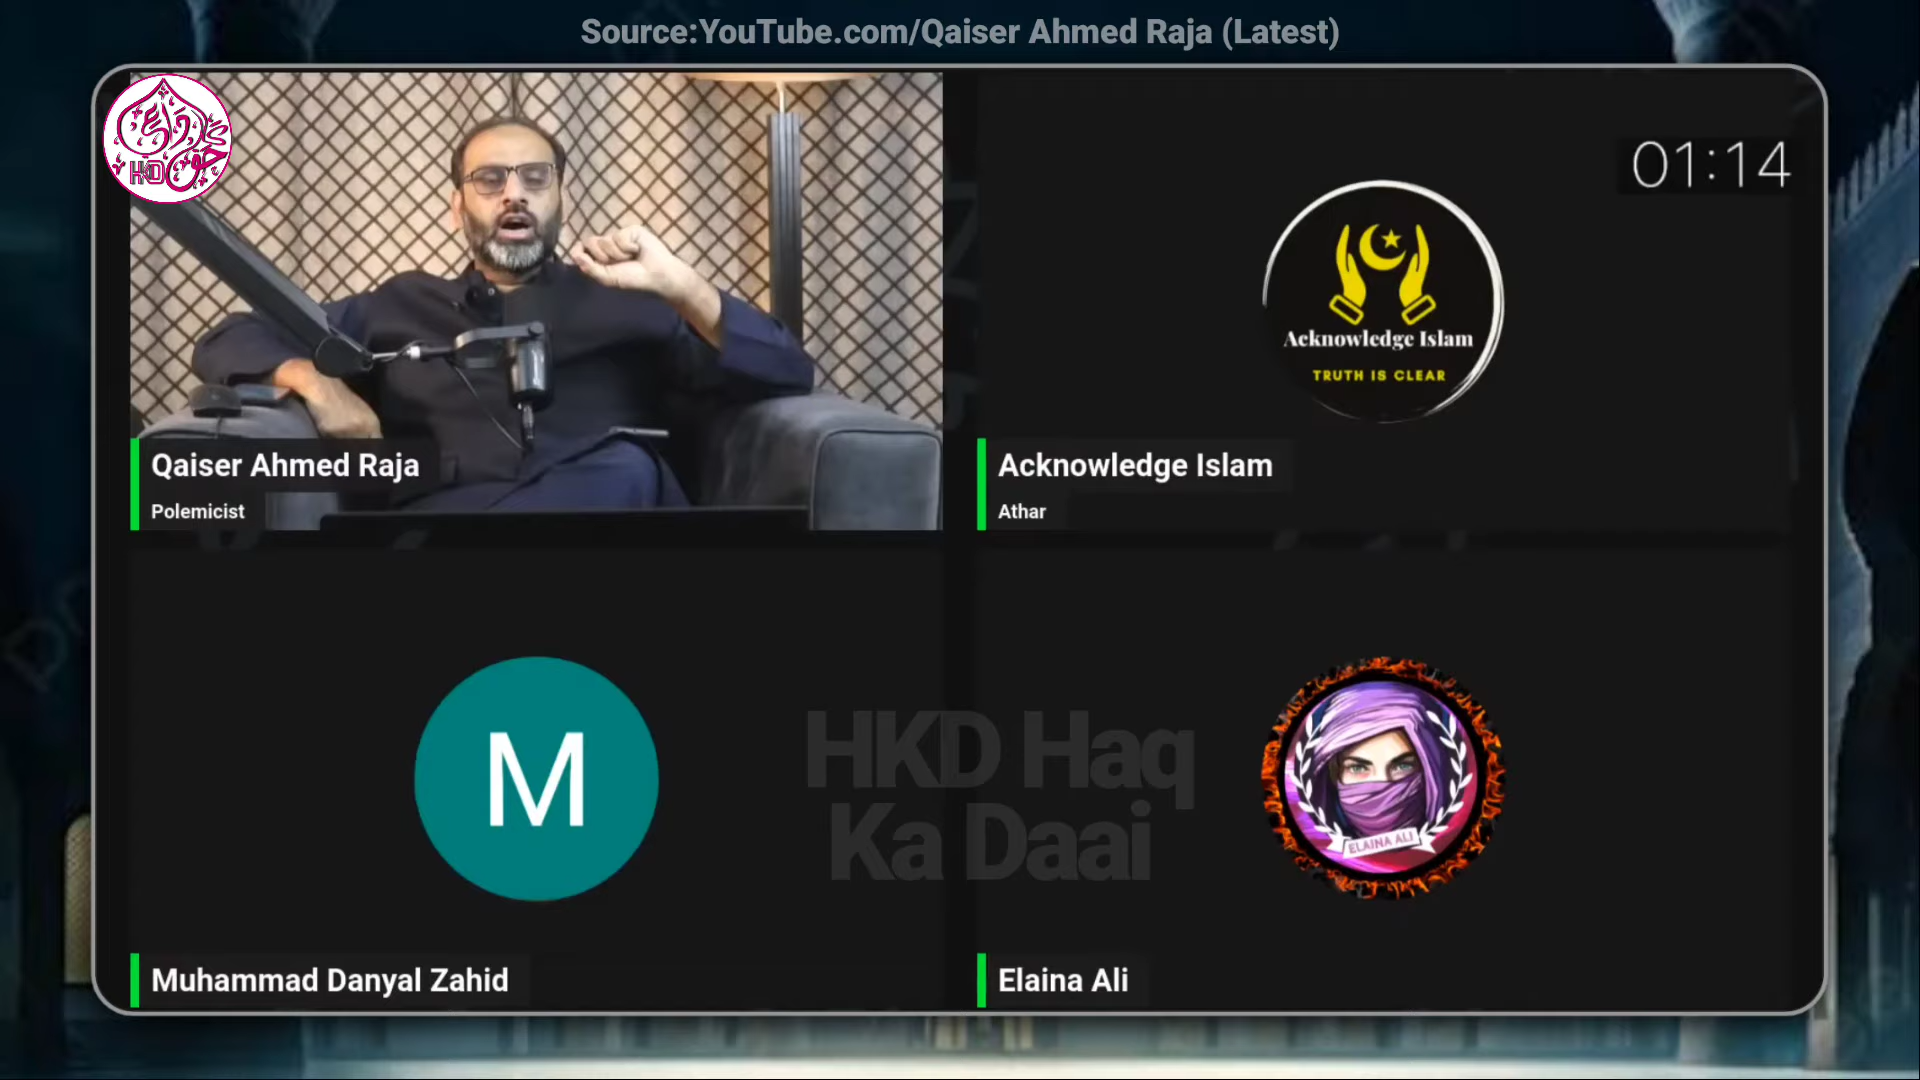 Source:YouTube.com/Qaiser Ahmed Raja (Latest)
HKD
01:14
Acknowledge Islam
TRUTH IS CLEAR
Qaiser Ahmed Raja
Polemicist
Acknowledge Islam
Athar
M
HKD Haq
Ka Daai
ELAINA ALI
Muhammad Danyal Zahid
Elaina Ali